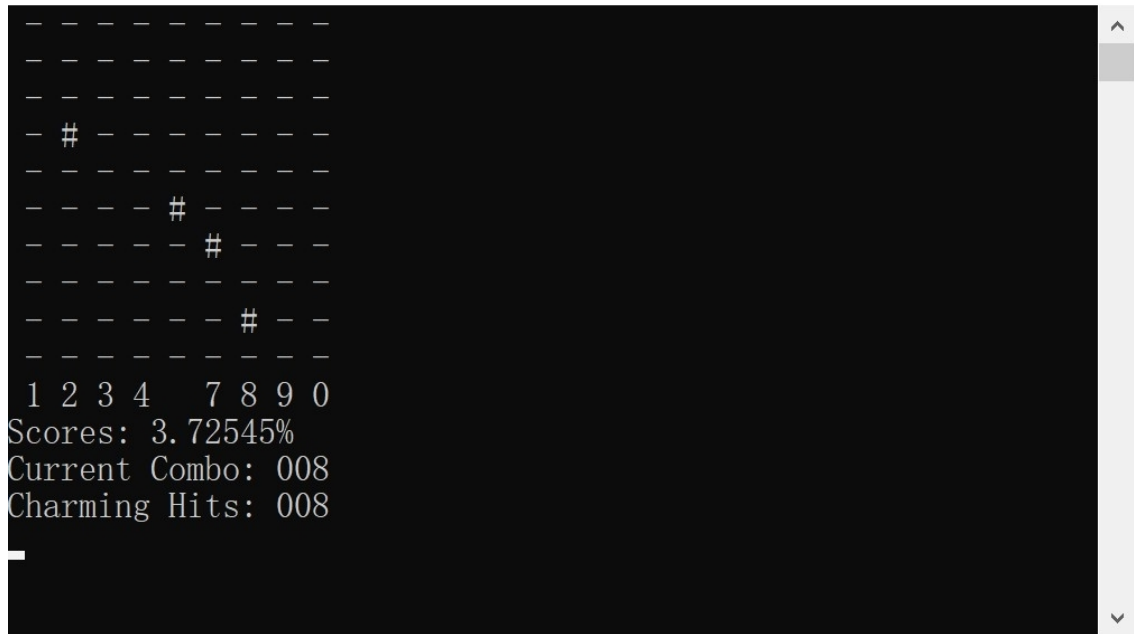 - - - - - - - - -
- - - - - - - - -
- - - - - - - - -
- # - - - - - - -
- - - - - - - - -
- - - - # - - - -
- - - - - # - - -
- - - - - - - - -
- - - - - - # - -
- - - - - - - - -
1 2 3 4   7 8 9 0
Scores: 3.72545%
Current Combo: 008
Charming Hits: 008